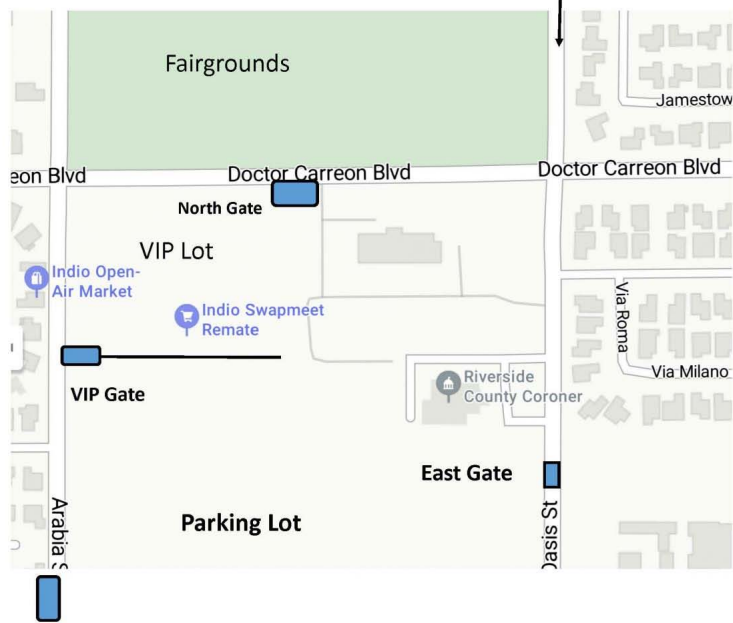 Fairgrounds
Jamestow
eon Blvd
Doctor Carreon Blvd
Doctor Carreon Blvd
North Gate
VIP Lot
Indio Open-
Air Market
Indio Swapmeet
Remate
Via Roma
VIP Gate
Via Milano
Riverside
County Coroner
East Gate
Arabia S
Parking Lot
Oasis St